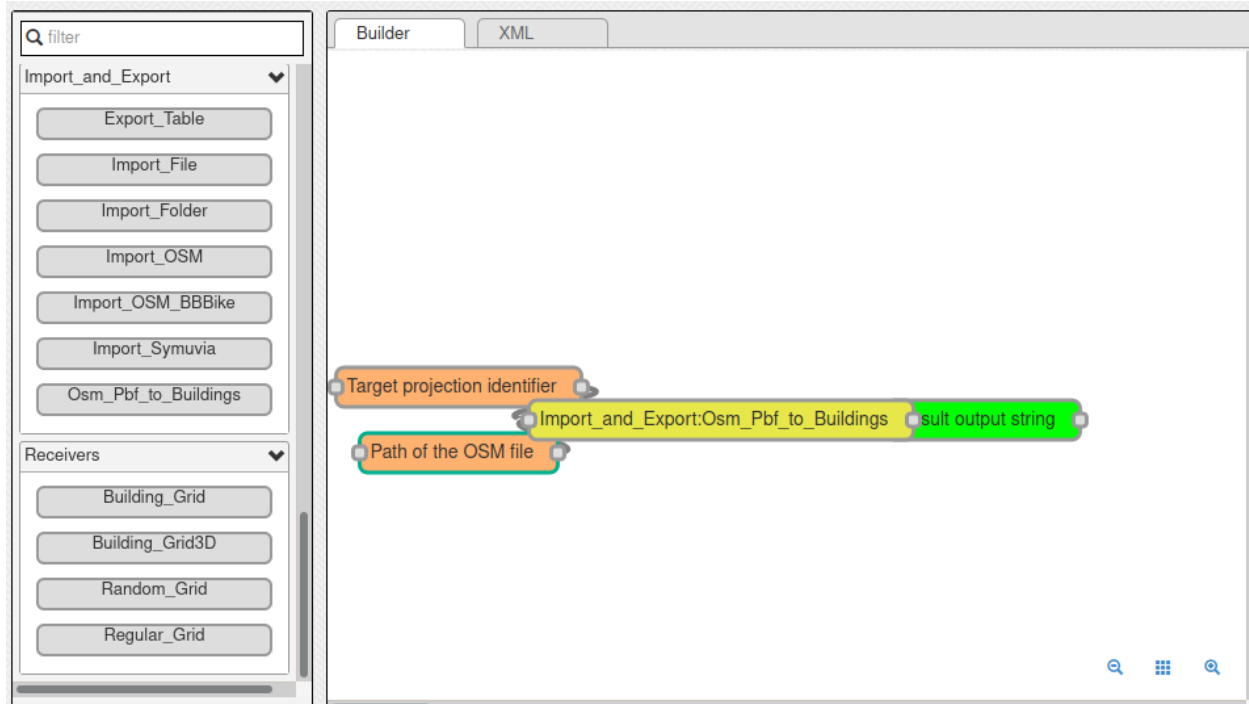 filter
Import_and_Export
Export_Table
Import_File
Import_Folder
Import_OSM
Import_OSM_BBBike
Import_Symuvia
Osm_Pbf_to_Buildings
Receivers
Building_Grid
Building_Grid3D
Random_Grid
Regular_Grid
Builder XML
Target projection identifier
Import_and_Export:Osm_Pbf_to_Buildings output string
Path of the OSM file